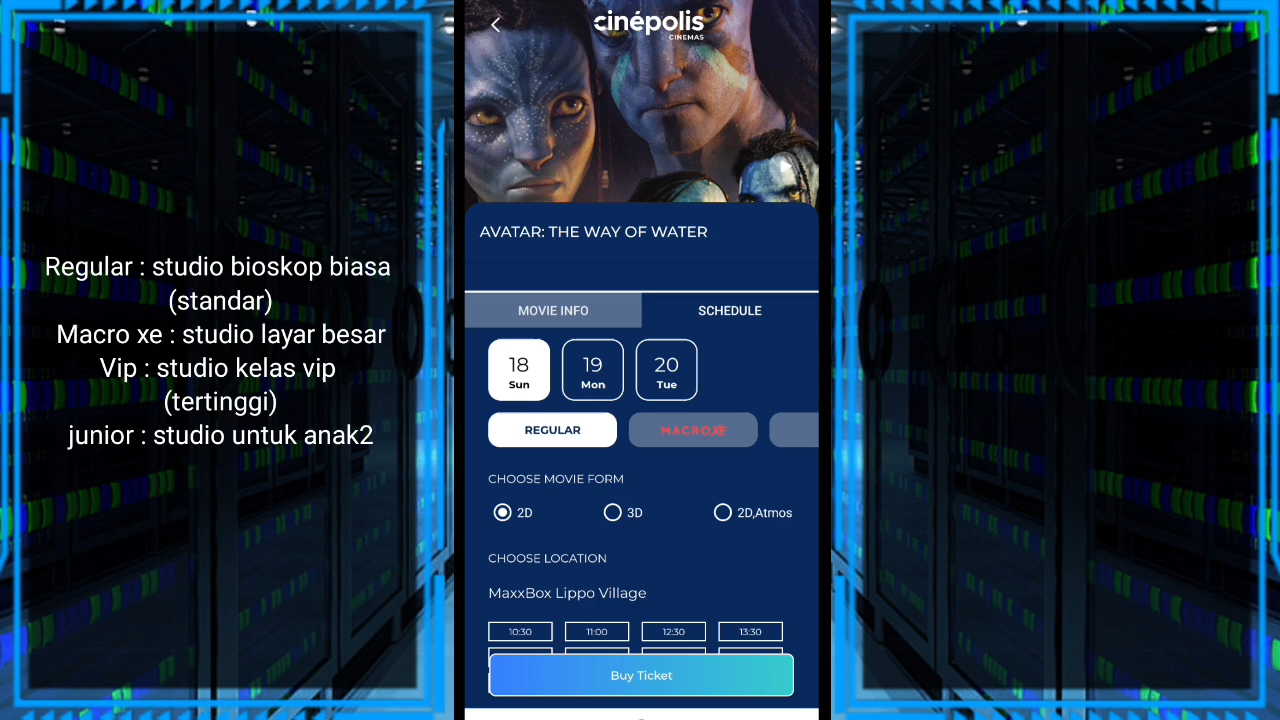 Regular : studio bioskop biasa
(standar)
Macro xe : studio layar besar
Vip : studio kelas vip
(tertinggi)
junior : studio untuk anak2
cinépolis
CINEMAS
AVATAR: THE WAY OF WATER
MOVIE INFO SCHEDULE
18 19 20
Sun Mon Tue
REGULAR MACROXE
CHOOSE MOVIE FORM
2D 3D 2D,Atmos
CHOOSE LOCATION
MaxxBox Lippo Village
10:30 11:00 12:30 13:30
Buy Ticket